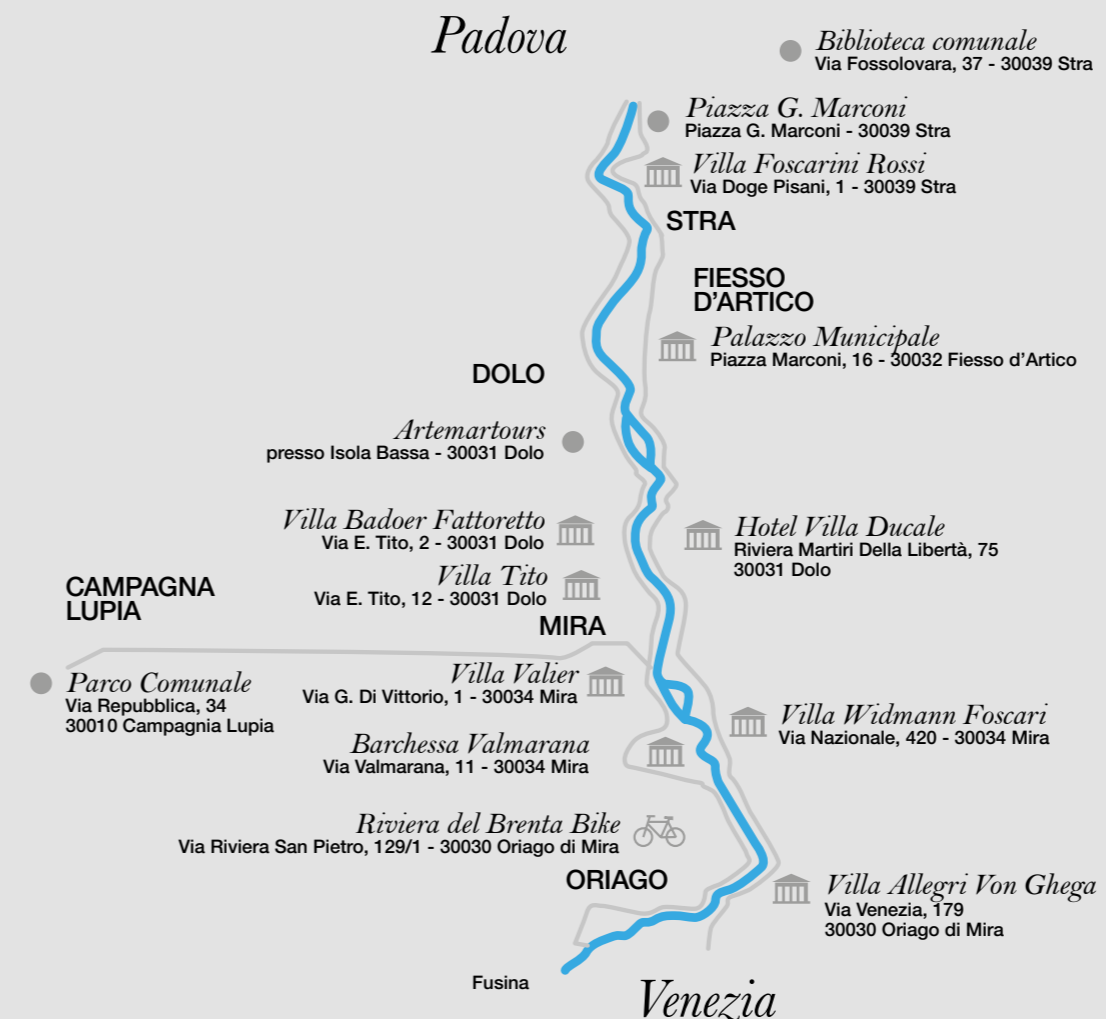 Padova
Biblioteca comunale
Via Fossolovara, 37 - 30039 Stra
Piazza G. Marconi
Piazza G. Marconi - 30039 Stra
Villa Foscarini Rossi
Via Doge Pisani, 1 - 30039 Stra
STRA
FIESSO
D'ARTICO
Palazzo Municipale
Piazza Marconi, 16 - 30032 Fiesso d'Artico
DOLO
Artemartours
presso Isola Bassa - 30031 Dolo
Villa Badoer Fattoretto
Via E. Tito, 2 - 30031 Dolo
Hotel Villa Ducale
Riviera Martiri Della Libertà, 75
30031 Dolo
Villa Tito
Via E. Tito, 12 - 30031 Dolo
CAMPAGNA
LUPIA
MIRA
Parco Comunale
Via Repubblica, 34
30010 Campagnia Lupia
Villa Valier
Via G. Di Vittorio, 1 - 30034 Mira
Villa Widmann Foscari
Via Nazionale, 420 - 30034 Mira
Barchessa Valmarana
Via Valmarana, 11 - 30034 Mira
Riviera del Brenta Bike
Via Riviera San Pietro, 129/1 - 30030 Oriago di Mira
ORIAGO
Villa Allegri Von Ghega
Via Venezia, 179
30030 Oriago di Mira
Fusina
Venezia